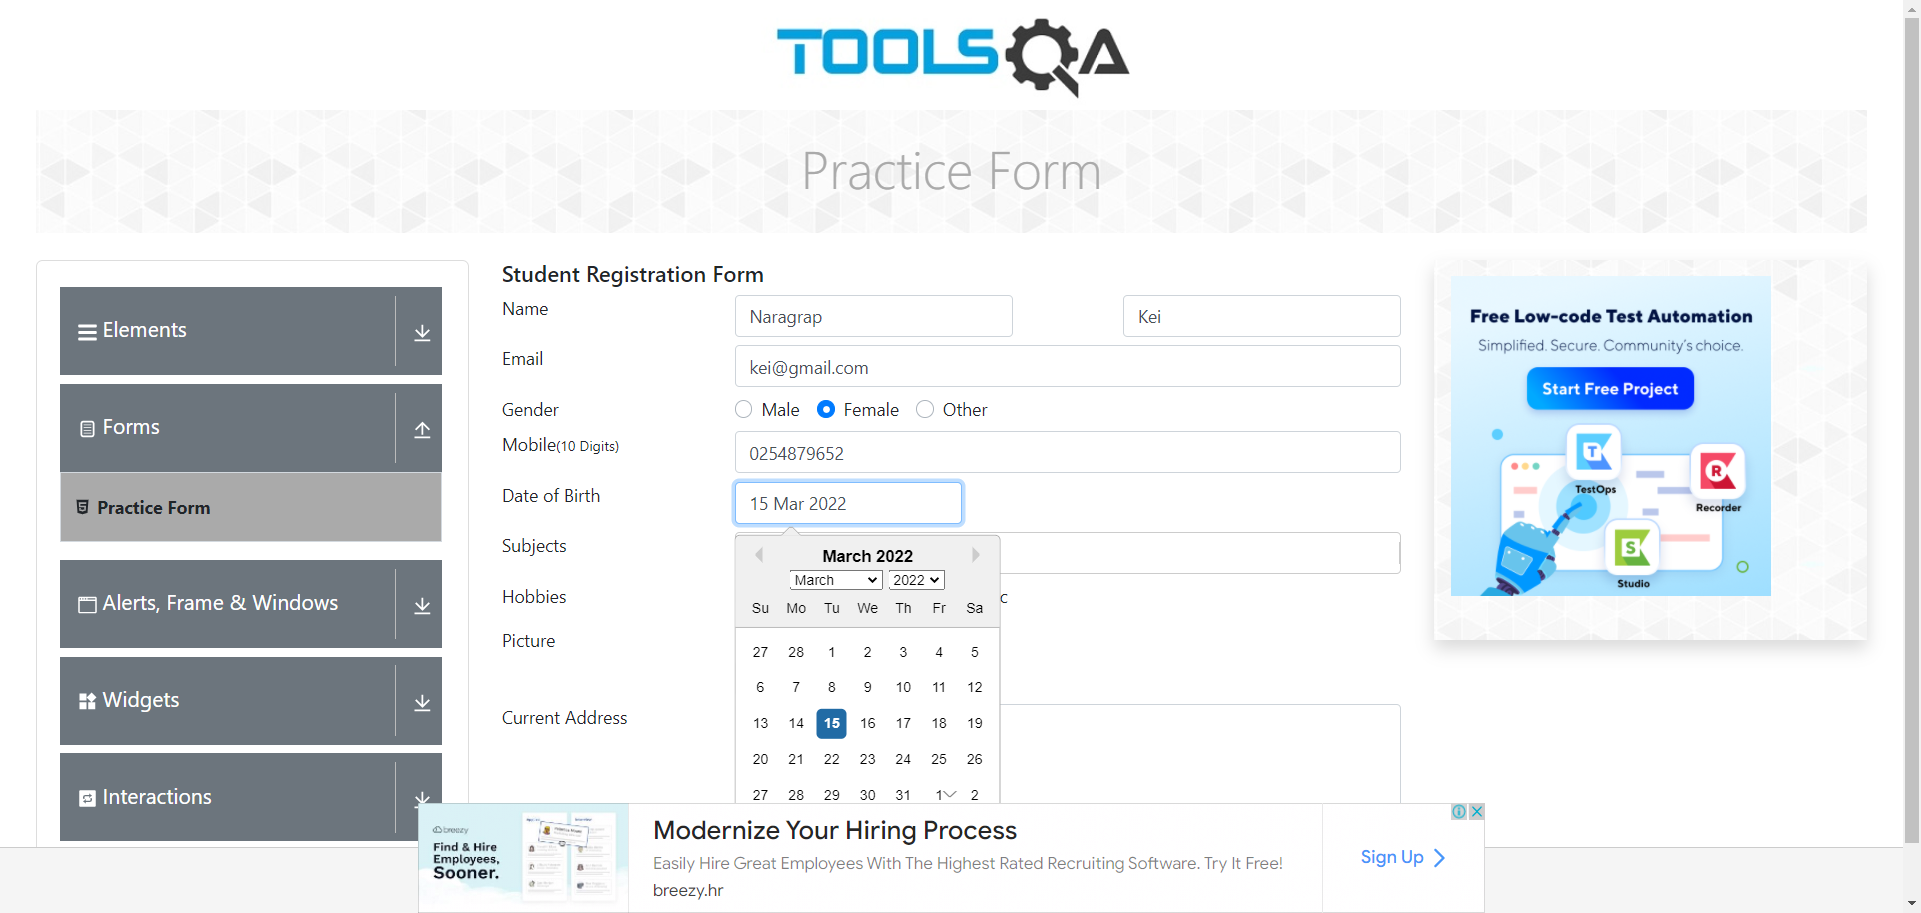 TOOLSQA
Practice Form
Elements
Forms
Practice Form
Alerts, Frame & Windows
Widgets
Interactions
Student Registration Form
Name
Naragrap
Kei
Email
kei@gmail.com
Gender
Male
Female
Other
Mobile(10 Digits)
0254879652
Date of Birth
15 Mar 2022
Subjects
Hobbies
c
Picture
Current Address
March 2022
March 2022
Su Mo Tu We Th Fr Sa
27 28 1 2 3 4 5
6 7 8 9 10 11 12
13 14 15 16 17 18 19
20 21 22 23 24 25 26
27 28 29 30 31 1 2
Free Low-code Test Automation
Simplified. Secure. Community's choice.
Start Free Project
TestOps
Recorder
Studio
breezy
Find & Hire
Employees,
Sooner.
Modernize Your Hiring Process
Easily Hire Great Employees With The Highest Rated Recruiting Software. Try It Free!
breezy.hr
Sign Up